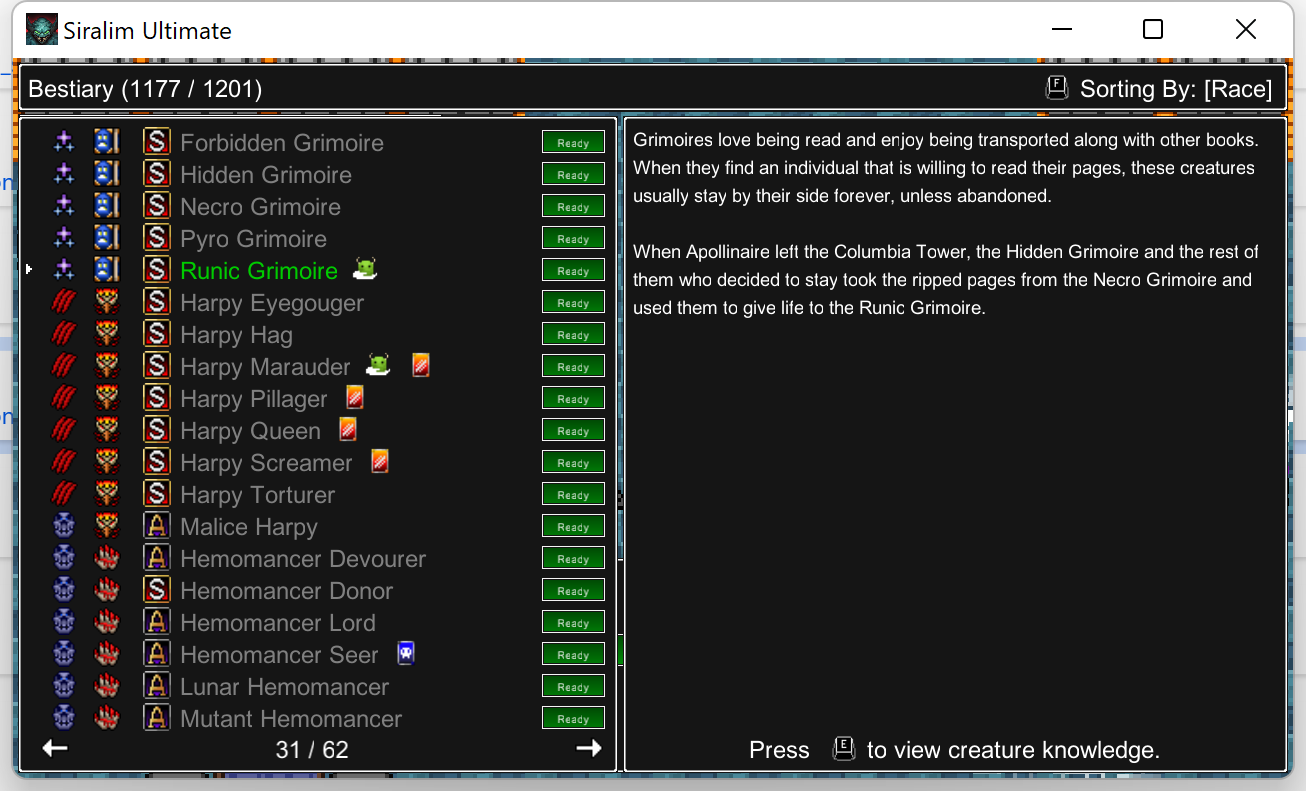 Siralim Ultimate
Bestiary (1177 / 1201)
F Sorting By: [Race]
S Forbidden Grimoire Ready
S Hidden Grimoire Ready
S Necro Grimoire Ready
S Pyro Grimoire Ready
S Runic Grimoire Ready
S Harpy Eyegouger Ready
S Harpy Hag Ready
S Harpy Marauder Ready
S Harpy Pillager Ready
S Harpy Queen Ready
S Harpy Screamer Ready
S Harpy Torturer Ready
A Malice Harpy Ready
A Hemomancer Devourer Ready
S Hemomancer Donor Ready
A Hemomancer Lord Ready
A Hemomancer Seer Ready
A Lunar Hemomancer Ready
A Mutant Hemomancer Ready
31 / 62
Grimoires love being read and enjoy being transported along with other books.
When they find an individual that is willing to read their pages, these creatures
usually stay by their side forever, unless abandoned.
When Apollinaire left the Columbia Tower, the Hidden Grimoire and the rest of
them who decided to stay took the ripped pages from the Necro Grimoire and
used them to give life to the Runic Grimoire.
Press E to view creature knowledge.